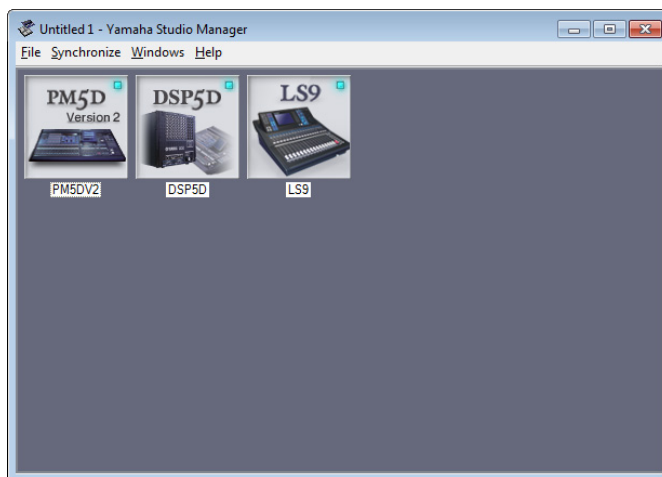 Untitled 1 - Yamaha Studio Manager
File Synchronize Windows Help
PM5D
Version 2
DSP5D
LS9
PM5DV2
DSP5D
LS9